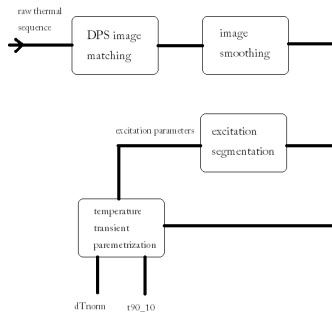 raw thermal
sequence
DPS image
matching
image
smoothing
excitation parameters
excitation
segmentation
temperature
transient
paremetrization
dTnorm
t90_10